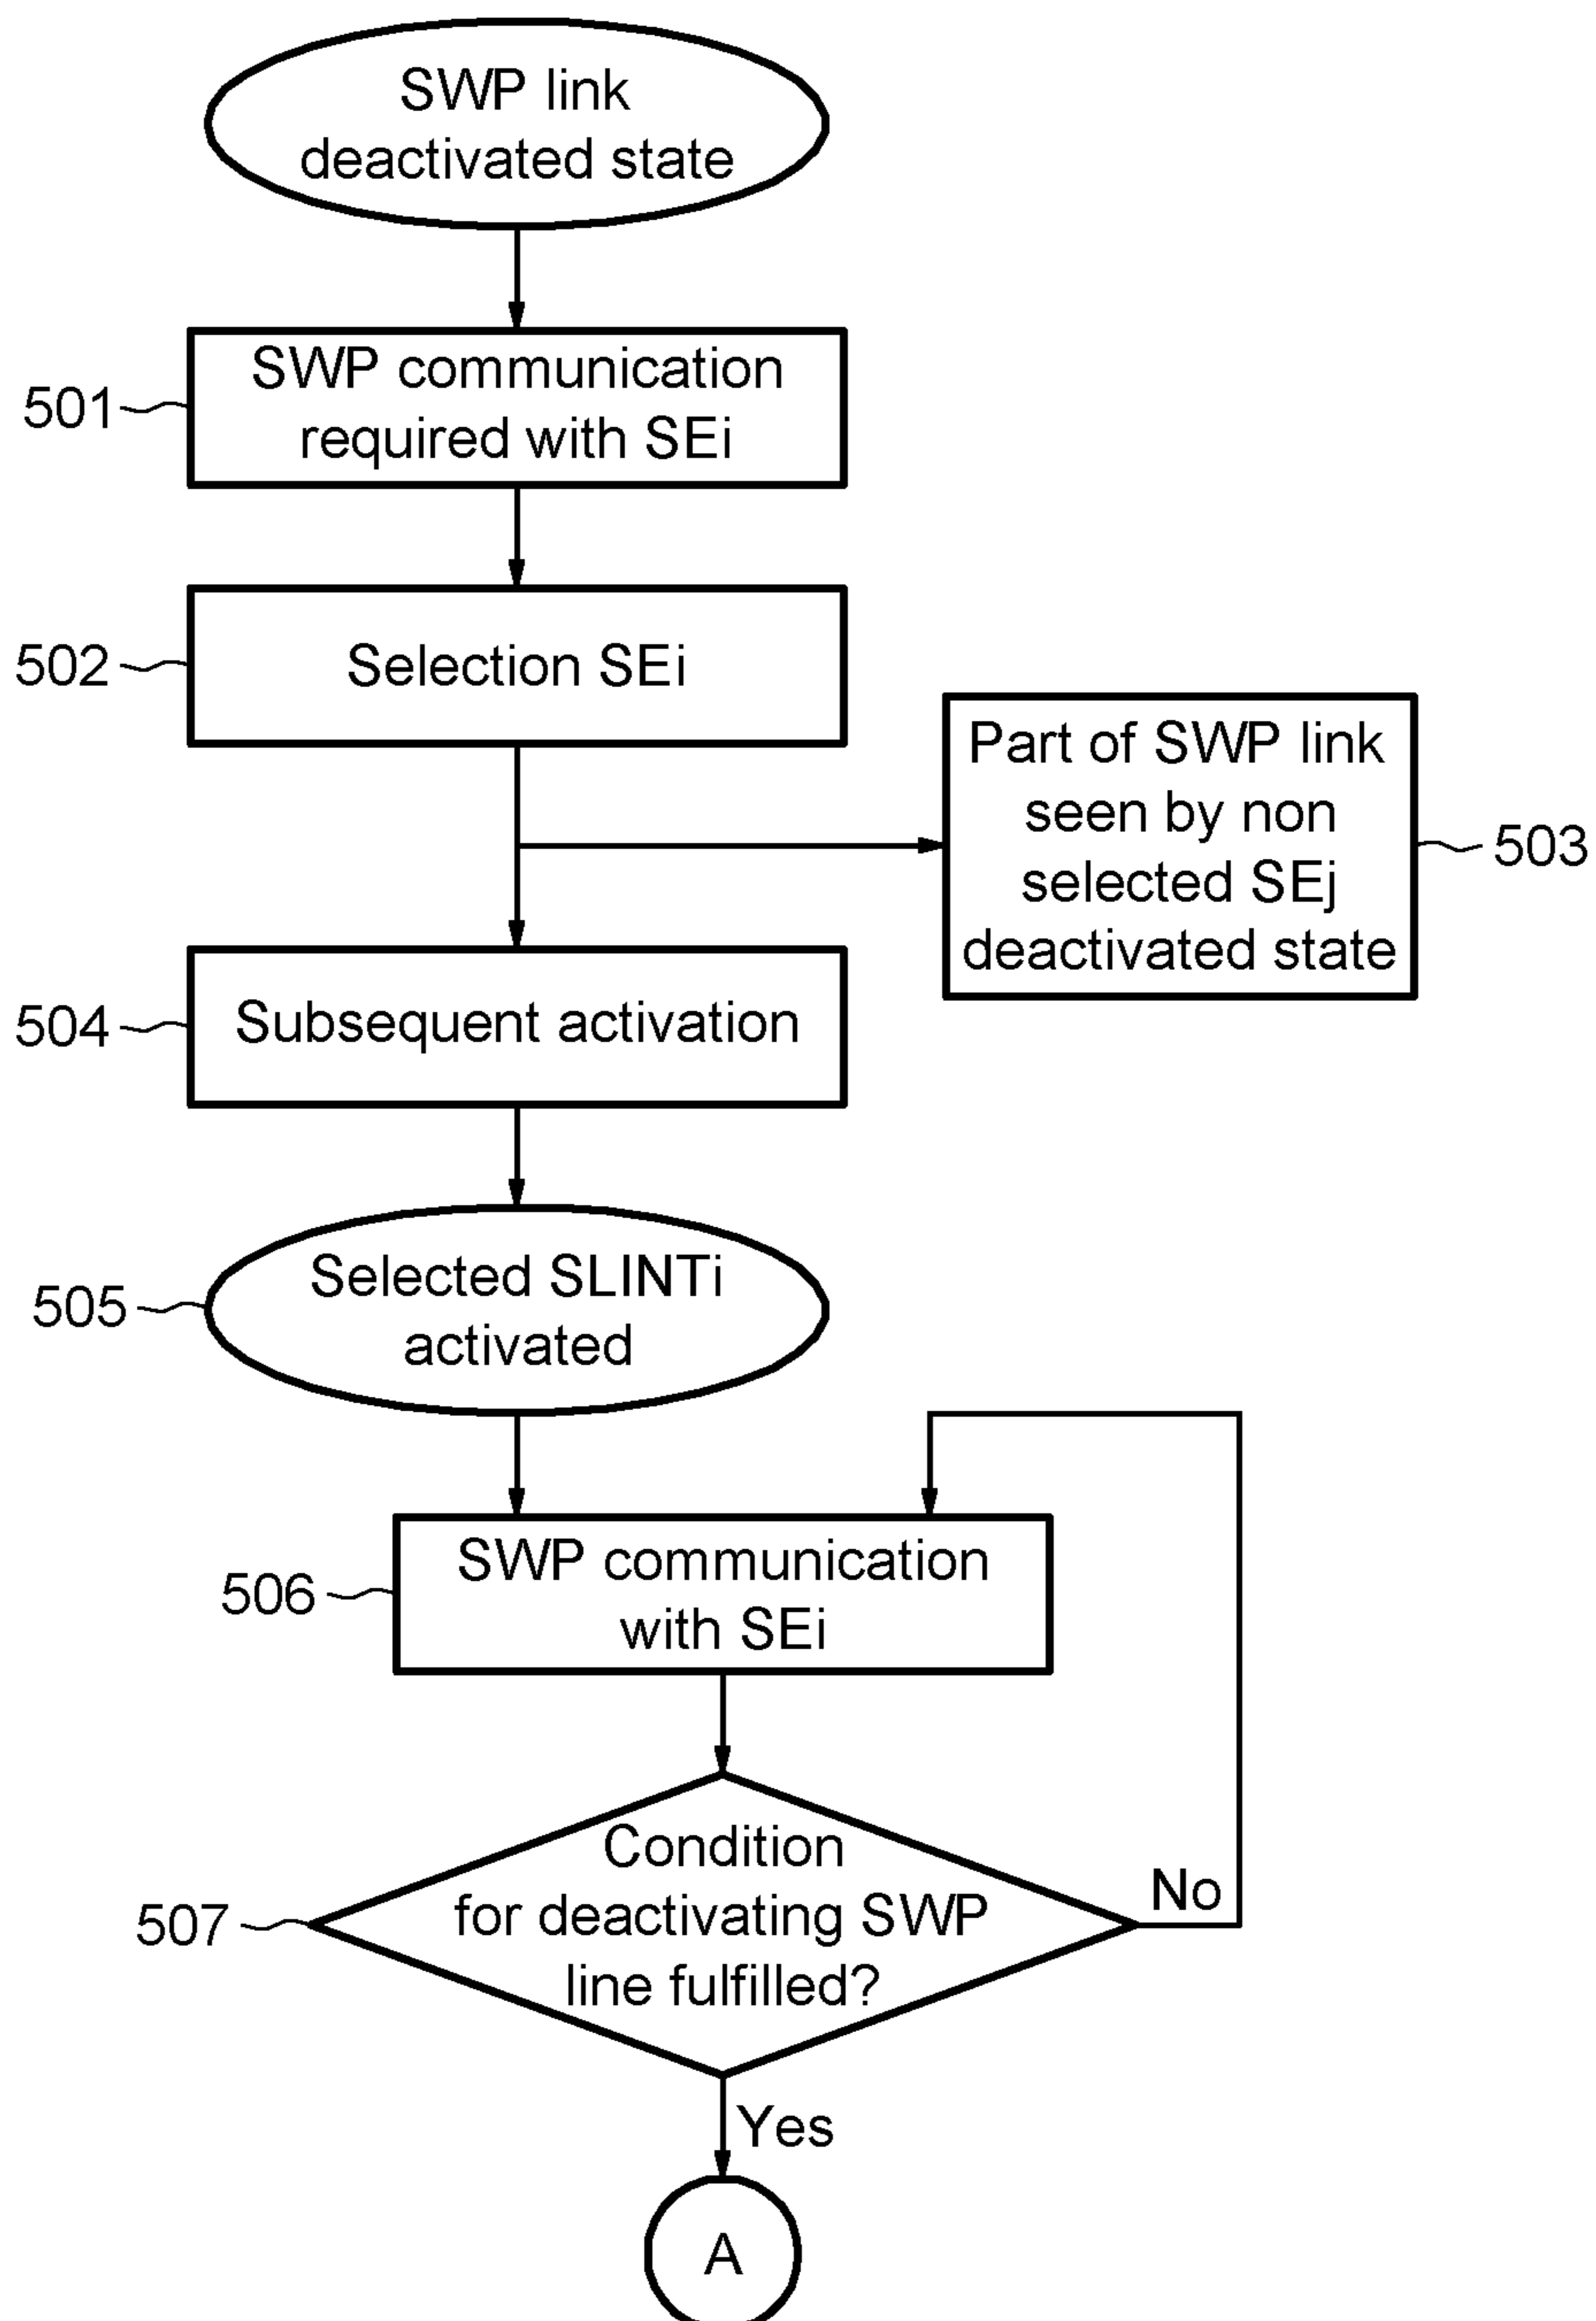 SWP link
deactivated state
501
SWP communication
required with SEi
502
Selection SEi
Part of SWP link
seen by non
selected SEj
deactivated state
503
504
Subsequent activation
505
Selected SLINTi
activated
506
SWP communication
with SEi
507
Condition
for deactivating SWP
line fulfilled?
No
Yes
A